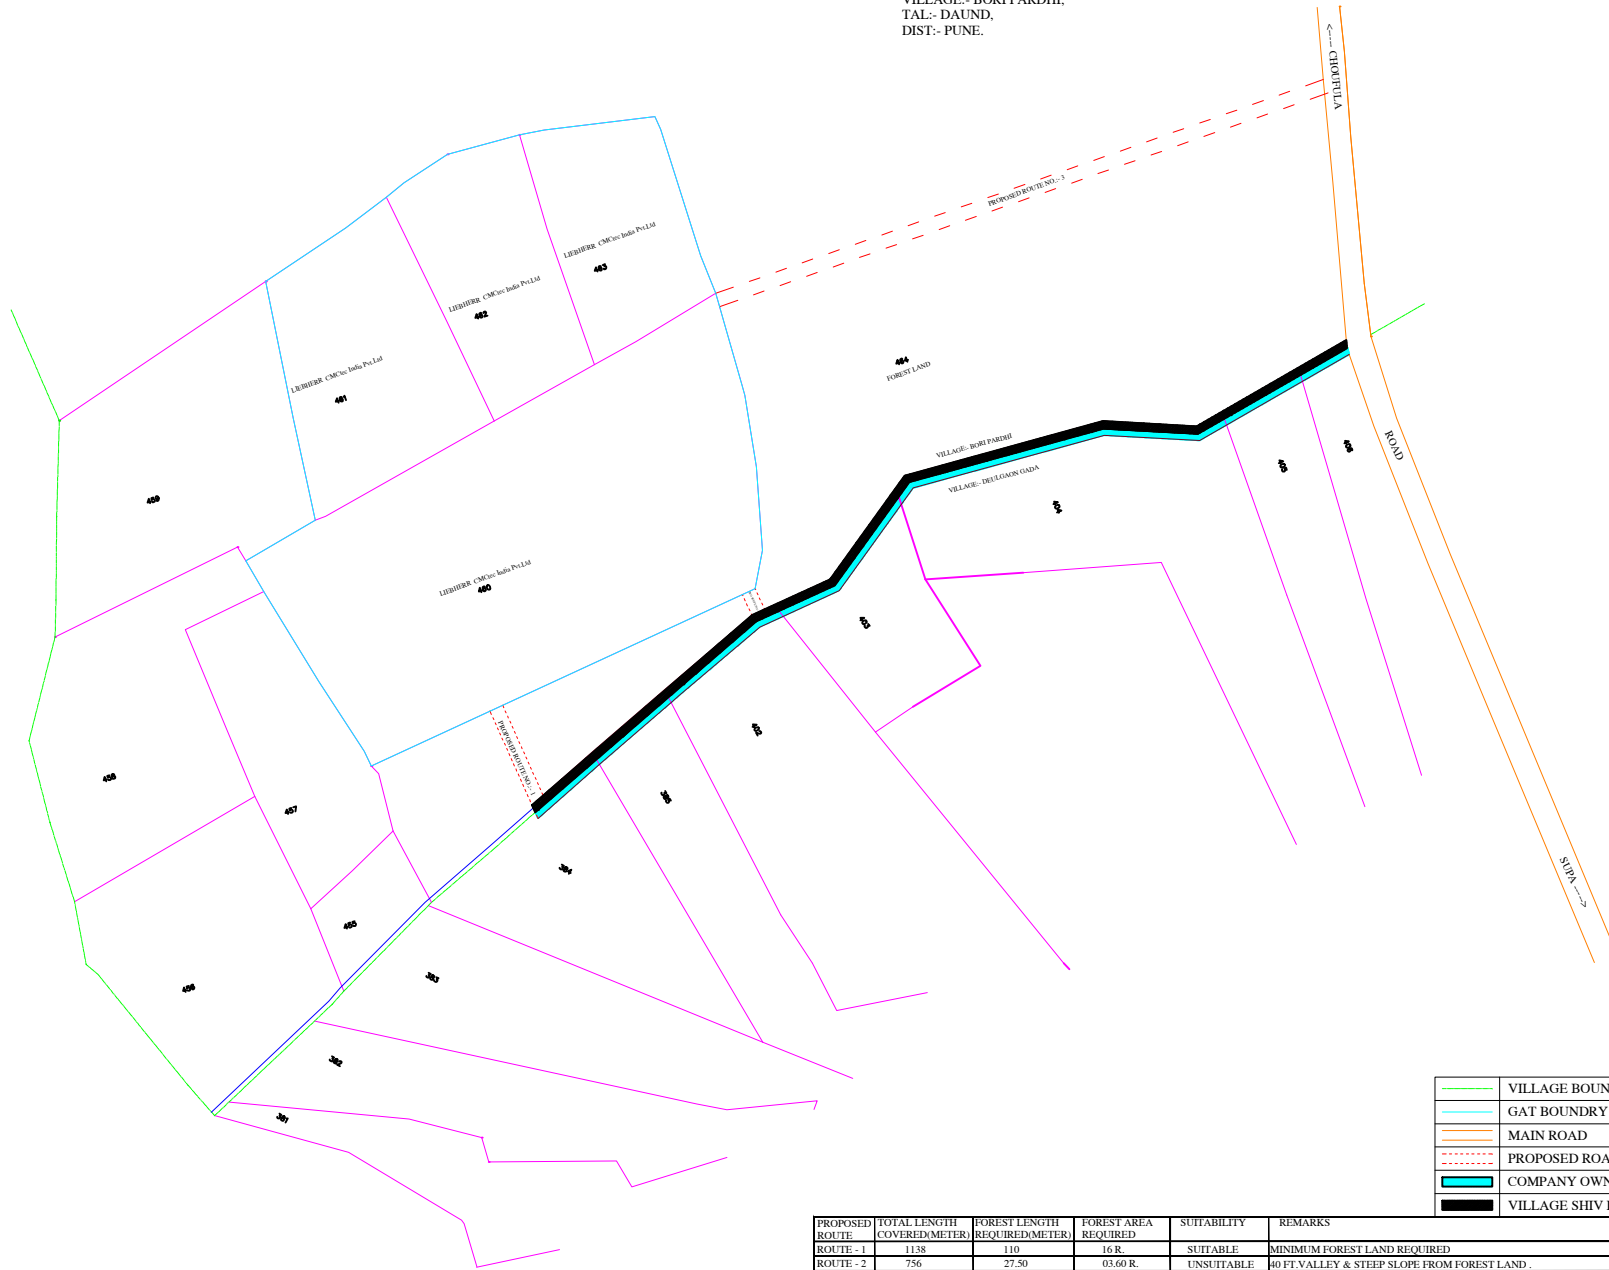 VILLAGE:- BORI PARDHI,
TAL:- DAUND,
DIST:- PUNE.
<---- CHOUFULA
PROPOSED ROUTE NO.:- 3
LIEBHERR CMCtec India Pvt.Ltd
463
LIEBHERR CMCtec India Pvt.Ltd
462
LIEBHERR CMCtec India Pvt.Ltd
461
464
FOREST LAND
VILLAGE:- BORI PARDHI
VILLAGE:- DEULGAON GADA
ROAD
406
405
404
459
LIEBHERR CMCtec India Pvt.Ltd
460
403
402
PROPOSED ROUTE NO.:- 1
395
458
457
394
465
393
456
392
391
SUPA ---->
VILLAGE BOUN
GAT BOUNDRY
MAIN ROAD
PROPOSED ROA
COMPANY OWN
VILLAGE SHIV
PROPOSED ROUTE TOTAL LENGTH COVERED(METER) FOREST LENGTH REQUIRED(METER) FOREST AREA REQUIRED SUITABILITY REMARKS
ROUTE - 1 1138 110 16 R. SUITABLE MINIMUM FOREST LAND REQUIRED
ROUTE - 2 756 27.50 03.60 R. UNSUITABLE 40 FT.VALLEY & STEEP SLOPE FROM FOREST LAND .